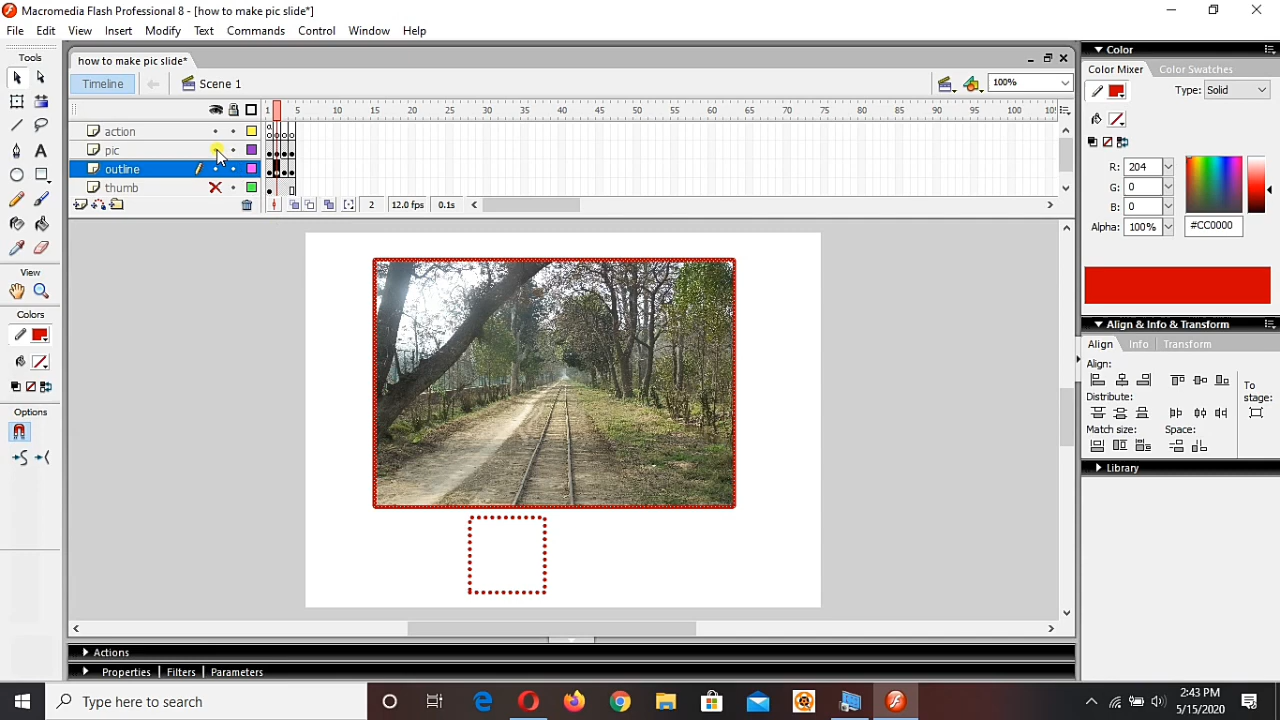 Macromedia Flash Professional 8 - [how to make pic slide*]
File Edit View Insert Modify Text Commands Control Window Help
Tools
how to make pic slide*
Timeline Scene 1 100%
1 5 10 15 20 25 30 35 40 45 50 55 60 65 70 75 80 85 90 95 100 105
action
pic
outline
thumb
2 12.0 fps 0.1s
View
Colors
Options
Color
Color Mixer Color Swatches
Type: Solid
R: 204
G: 0
B: 0
Alpha: 100% #CC0000
Align & Info & Transform
Align Info Transform
Align:
Distribute:
To stage:
Match size: Space:
Library
Actions
Properties Filters Parameters
Type here to search
2:43 PM
5/15/2020